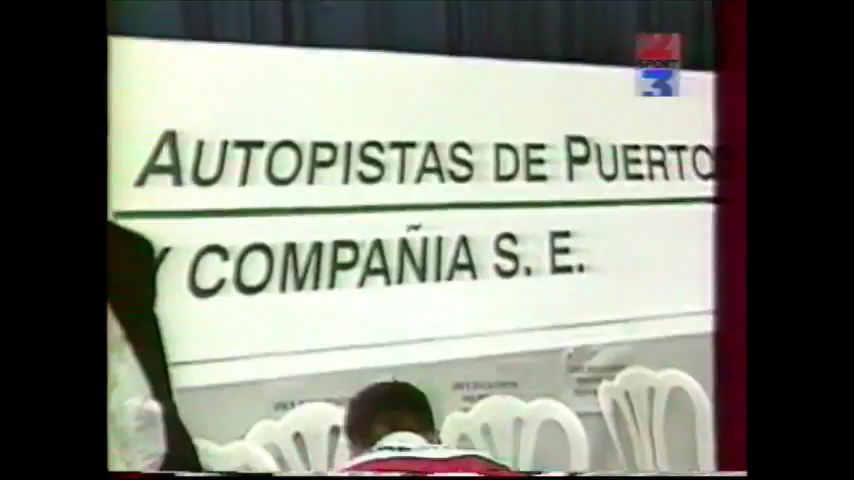 SPORT
3
AUTOPISTAS DE PUERTO
Y COMPAÑIA S. E.